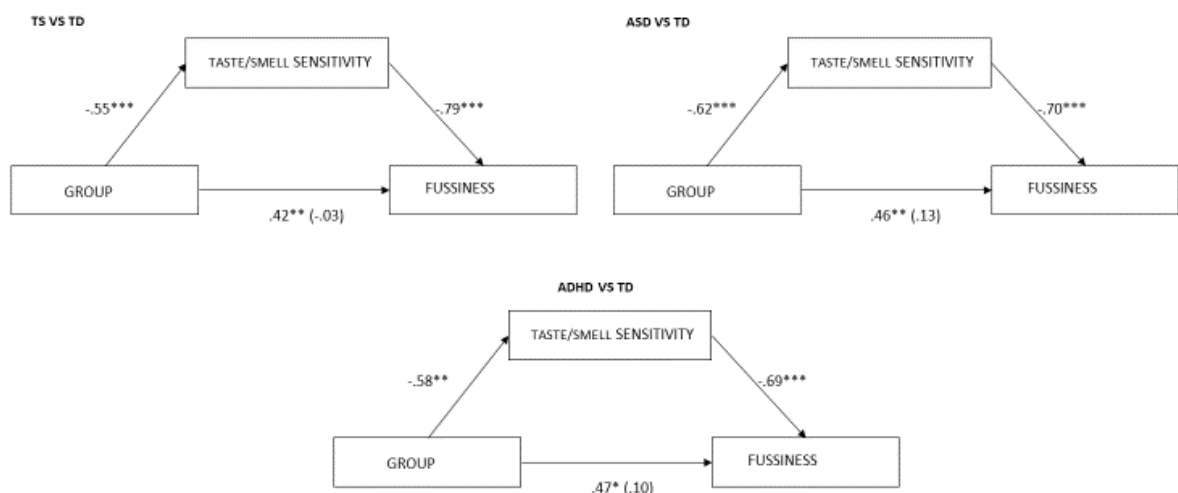 TS VS TD
TASTE/SMELL SENSITIVITY
-.55***
-.79***
GROUP
FUSSINESS
.42** (-.03)
ASD VS TD
TASTE/SMELL SENSITIVITY
-.62***
-.70***
GROUP
FUSSINESS
.46** (.13)
ADHD VS TD
TASTE/SMELL SENSITIVITY
-.58**
-.69***
GROUP
FUSSINESS
.47* (.10)